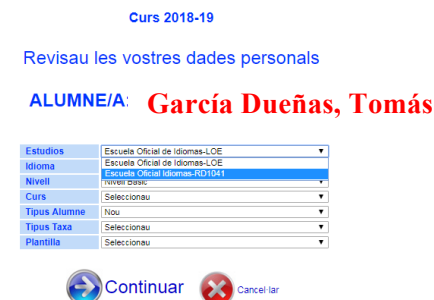 Curs 2018-19
Revisau les vostres dades personals
ALUMNE/A: García Dueñas, Tomás
Estudios Escuela Oficial de Idiomas-LOE
Escuela Oficial de Idiomas-LOE
Idioma
Escuela Oficial Idiomas-RD1041
Nivell Nivell Bàsic
Curs Seleccionau
Tipus Alumne Nou
Tipus Taxa Seleccionau
Plantilla Seleccionau
Continuar Cancel·lar